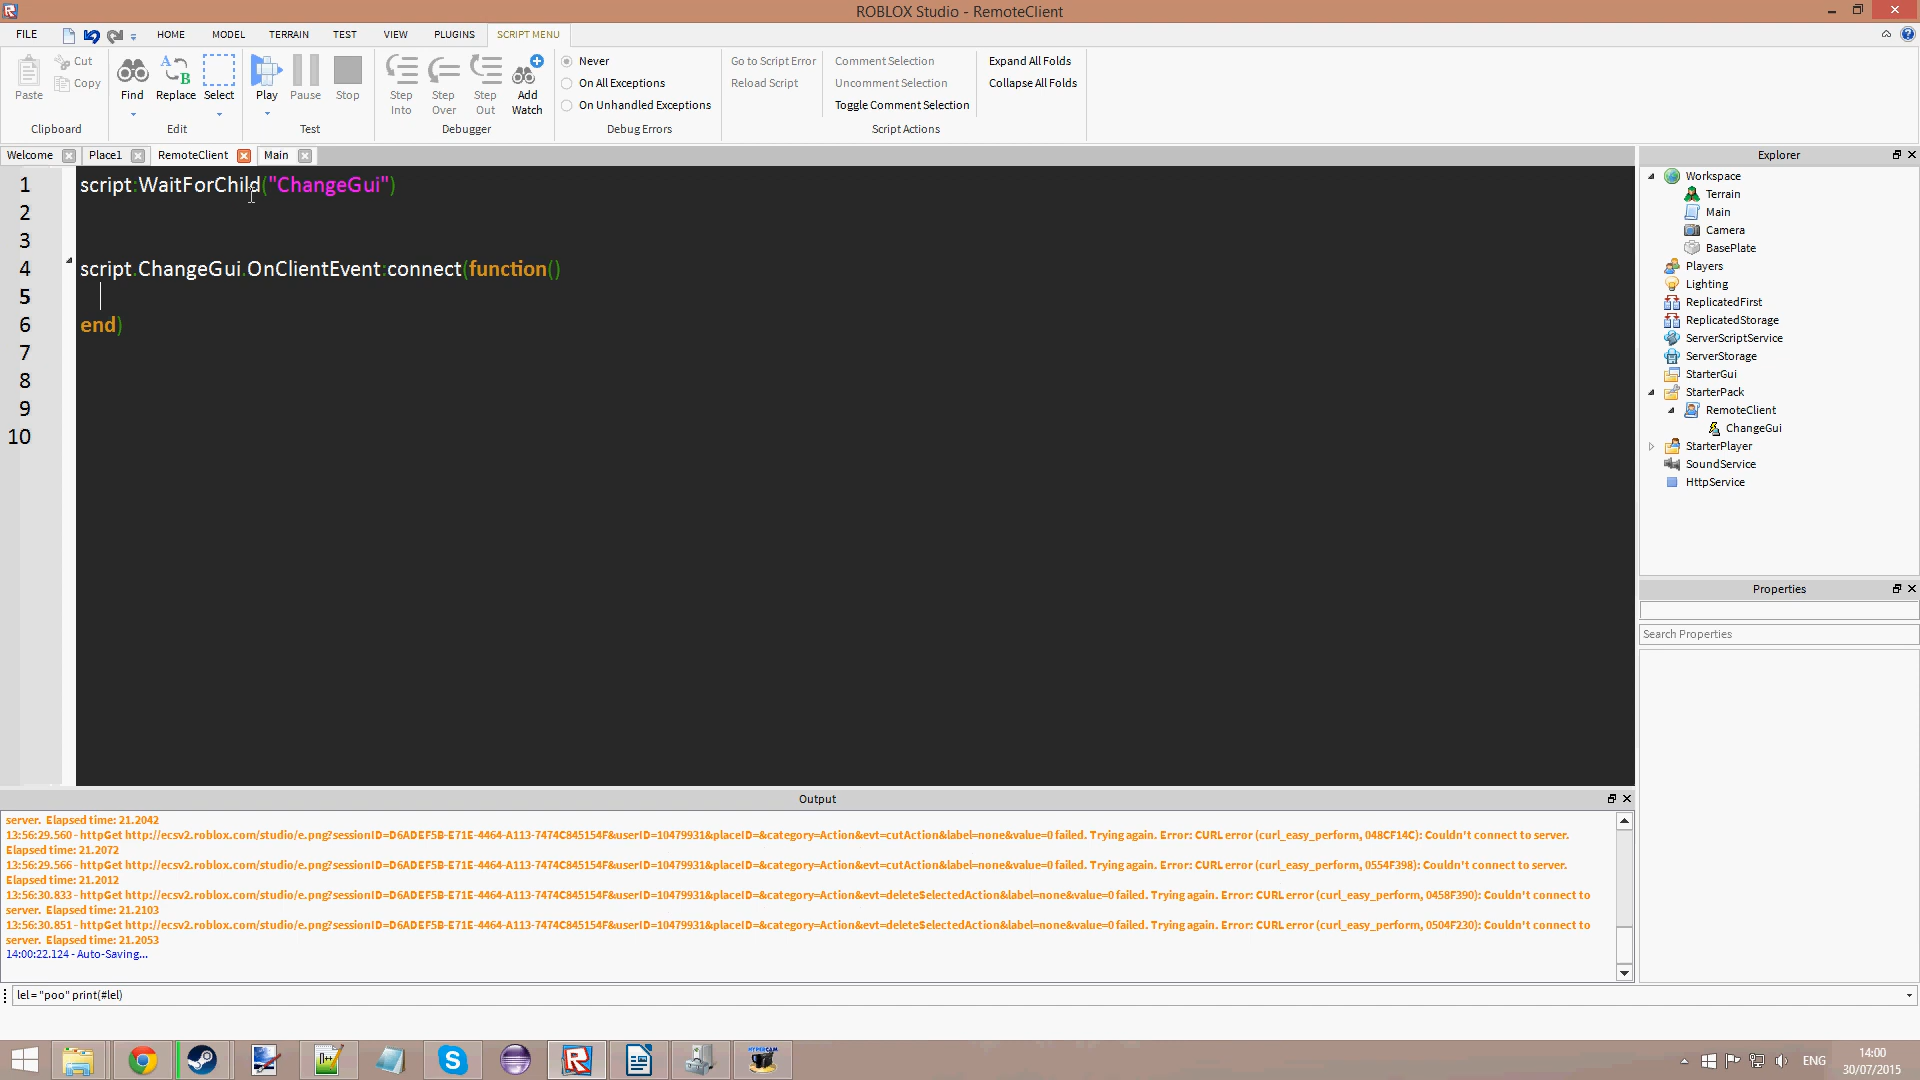 ROBLOX Studio - RemoteClient
FILE HOME MODEL TERRAIN TEST VIEW PLUGINS SCRIPT MENU
Paste
Cut
Copy
Clipboard
Find
Replace
Select
Edit
Play
Pause
Stop
Test
Step Into
Step Over
Step Out
Add Watch
Debugger
Never
On All Exceptions
On Unhandled Exceptions
Debug Errors
Go to Script Error
Reload Script
Comment Selection
Uncomment Selection
Toggle Comment Selection
Expand All Folds
Collapse All Folds
Script Actions
Welcome Place1 RemoteClient Main
1 script:WaitForChild("ChangeGui")
2
3
4 script.ChangeGui.OnClientEvent:connect(function()
5
6 end)
7
8
9
10
Explorer
Workspace
Terrain
Main
Camera
BasePlate
Players
Lighting
ReplicatedFirst
ReplicatedStorage
ServerScriptService
ServerStorage
StarterGui
StarterPack
RemoteClient
ChangeGui
StarterPlayer
SoundService
HttpService
Properties
Search Properties
Output
server. Elapsed time: 21.2042
13:56:29.560 - httpGet http://ecsv2.roblox.com/studio/e.png?sessionID=D6ADEF5B-E71E-4464-A113-7474C845154F&userID=10479931&placeID=&category=Action&evt=cutAction&label=none&value=0 failed. Trying again. Error: CURL error (curl_easy_perform, 048CF14C): Couldn't connect to server.
Elapsed time: 21.2072
13:56:29.566 - httpGet http://ecsv2.roblox.com/studio/e.png?sessionID=D6ADEF5B-E71E-4464-A113-7474C845154F&userID=10479931&placeID=&category=Action&evt=cutAction&label=none&value=0 failed. Trying again. Error: CURL error (curl_easy_perform, 0554F398): Couldn't connect to server.
Elapsed time: 21.2012
13:56:30.833 - httpGet http://ecsv2.roblox.com/studio/e.png?sessionID=D6ADEF5B-E71E-4464-A113-7474C845154F&userID=10479931&placeID=&category=Action&evt=deleteSelectedAction&label=none&value=0 failed. Trying again. Error: CURL error (curl_easy_perform, 0458F390): Couldn't connect to
server. Elapsed time: 21.2103
13:56:30.851 - httpGet http://ecsv2.roblox.com/studio/e.png?sessionID=D6ADEF5B-E71E-4464-A113-7474C845154F&userID=10479931&placeID=&category=Action&evt=deleteSelectedAction&label=none&value=0 failed. Trying again. Error: CURL error (curl_easy_perform, 0504F230): Couldn't connect to
server. Elapsed time: 21.2053
14:00:22.124 - Auto-Saving...
lel = "poo" print(#lel)
ENG
14:00
30/07/2015